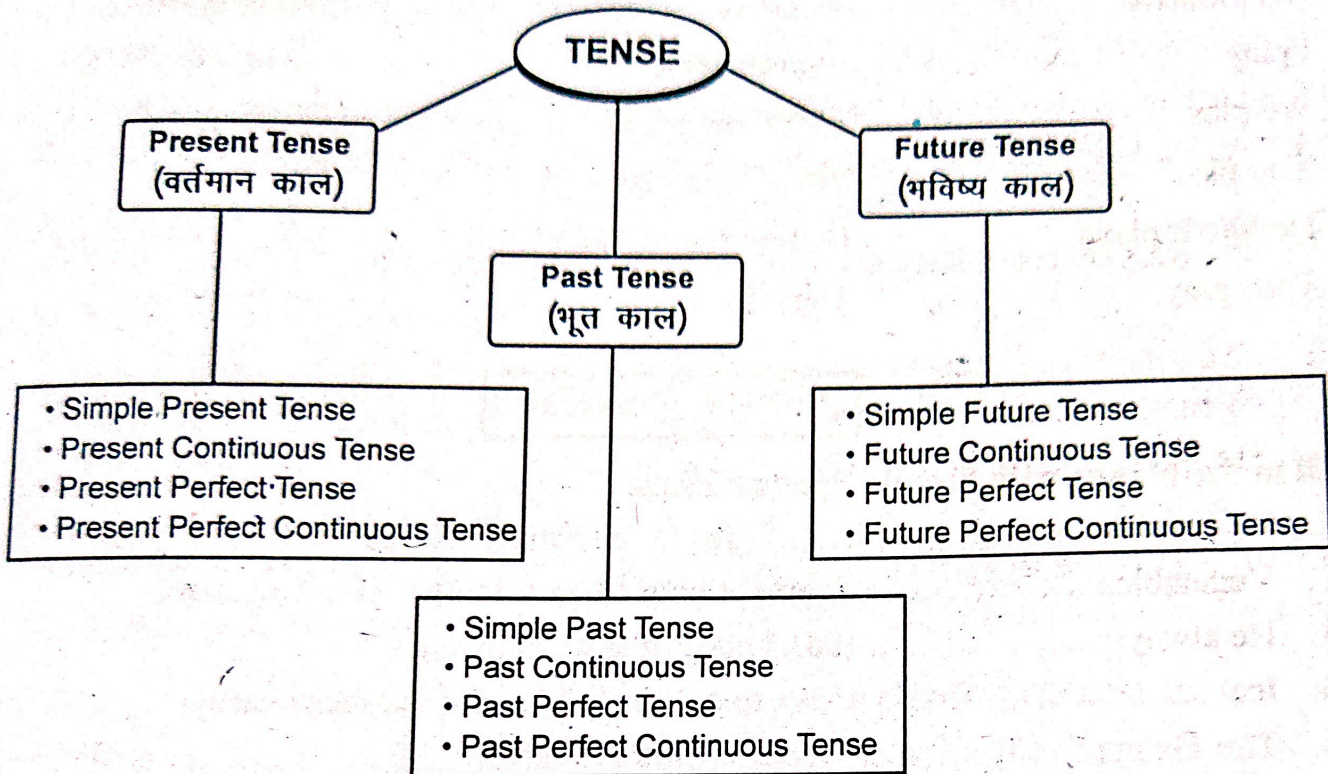 TENSE
Present Tense
(वर्तमान काल)
Past Tense
(भूत काल)
Future Tense
(भविष्य काल)
• Simple Present Tense
• Present Continuous Tense
• Present Perfect Tense
• Present Perfect Continuous Tense
• Simple Past Tense
• Past Continuous Tense
• Past Perfect Tense
• Past Perfect Continuous Tense
• Simple Future Tense
• Future Continuous Tense
• Future Perfect Tense
• Future Perfect Continuous Tense